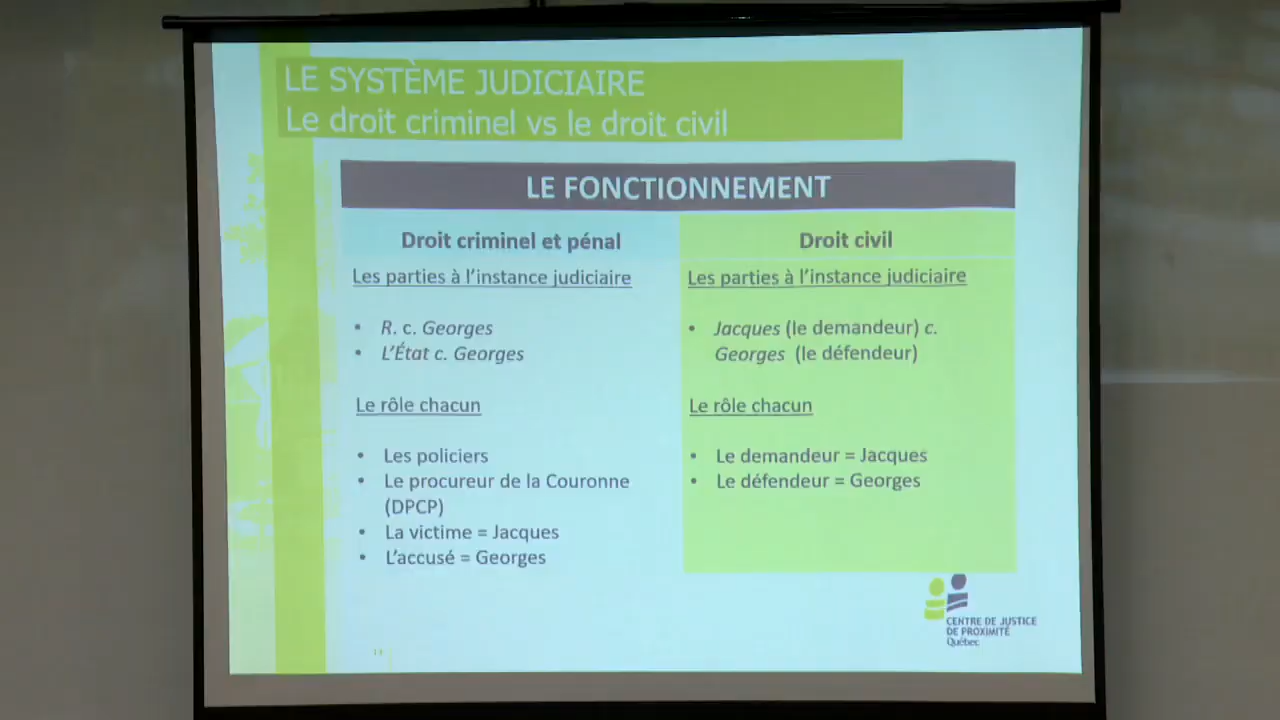 LE SYSTÈME JUDICIAIRE
Le droit criminel vs le droit civil
LE FONCTIONNEMENT
Droit criminel et pénal
Les parties à l'instance judiciaire
• R. c. Georges
• L'État c. Georges
Le rôle chacun
• Les policiers
• Le procureur de la Couronne
(DPCP)
• La victime = Jacques
• L'accusé = Georges
Droit civil
Les parties à l'instance judiciaire
• Jacques (le demandeur) c.
Georges (le défendeur)
Le rôle chacun
• Le demandeur = Jacques
• Le défendeur = Georges
CENTRE DE JUSTICE
DE PROXIMITÉ
Québec